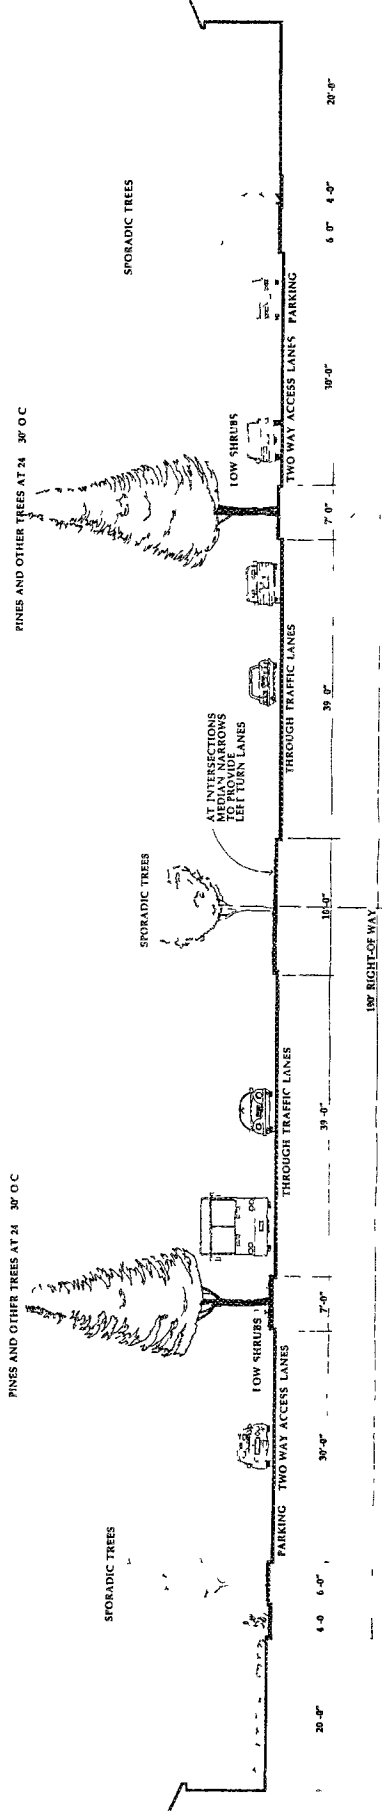 PINES AND OTHER TREES AT 24 30' O C
PINES AND OTHER TREES AT 24 30' O C
SPORADIC TREES
SPORADIC TREES
SPORADIC TREES
AT INTERSECTIONS
MEDIAN NARROWS
TO PROVIDE
LEFT TURN LANES
LOW SHRUBS
LOW SHRUBS
PARKING TWO WAY ACCESS LANES
THROUGH TRAFFIC LANES
THROUGH TRAFFIC LANES
TWO WAY ACCESS LANES PARKING
20'-0" 4-0 6-0" 30'-0" 7'-0" 39-0" 39 0" 7' 0" 30'-0" 6 0" 4-0" 20'-0"
RIGHT-OF WAY